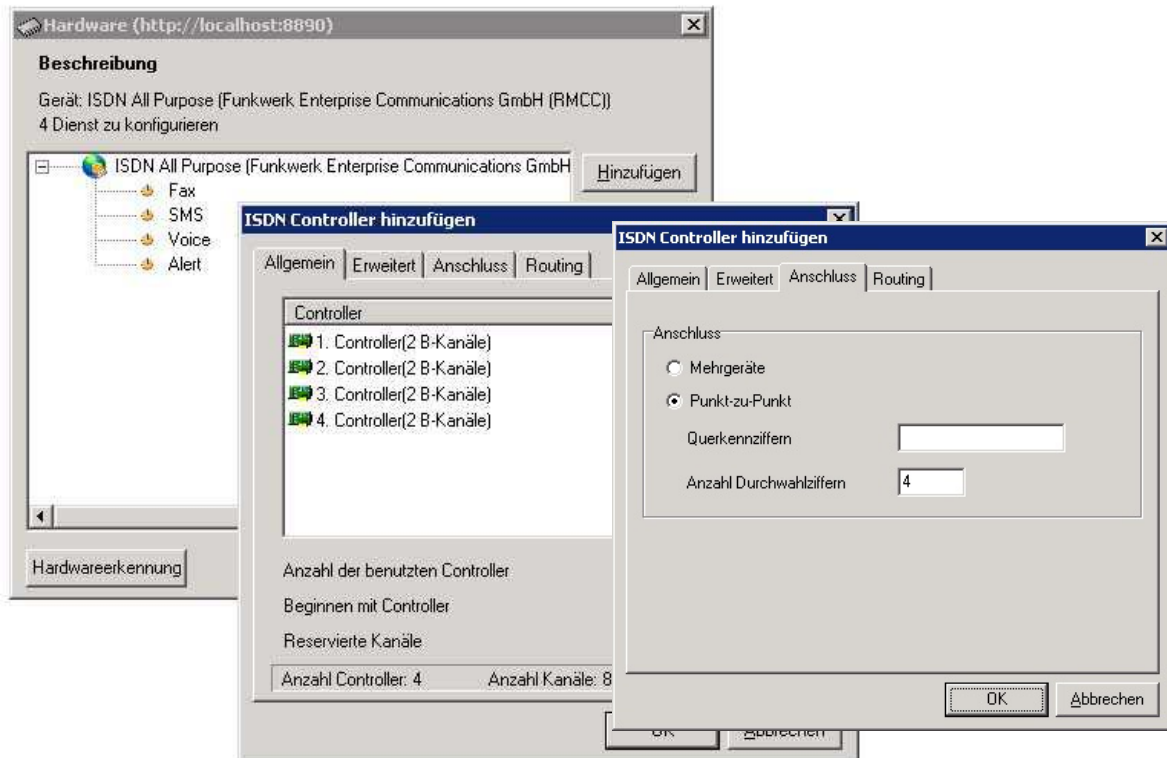 Hardware (http://localhost:8890)
Beschreibung
Gerät: ISDN All Purpose (Funkwerk Enterprise Communications GmbH (RMCC))
4 Dienst zu konfigurieren
ISDN All Purpose (Funkwerk Enterprise Communications GmbH
Fax
SMS
Voice
Alert
Hinzufügen
Hardwareerkennung
ISDN Controller hinzufügen
Allgemein Erweitert Anschluss Routing
Controller
1. Controller(2 B-Kanäle)
2. Controller(2 B-Kanäle)
3. Controller(2 B-Kanäle)
4. Controller(2 B-Kanäle)
Anzahl der benutzten Controller
Beginnen mit Controller
Reservierte Kanäle
Anzahl Controller: 4 Anzahl Kanäle: 8
OK Abbrechen
ISDN Controller hinzufügen
Allgemein Erweitert Anschluss Routing
Anschluss
Mehrgeräte
Punkt-zu-Punkt
Querkennziffern
Anzahl Durchwahlziffern 4
OK Abbrechen